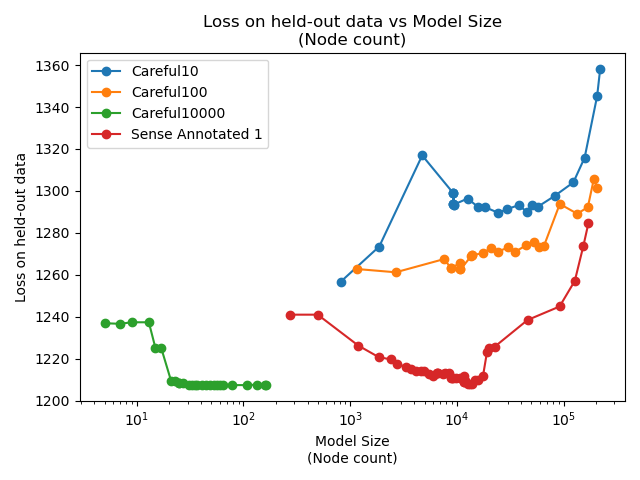 Loss on held-out data vs Model Size
(Node count)
Careful10
Careful100
Careful10000
Sense Annotated 1
Loss on held-out data
1360
1340
1320
1300
1280
1260
1240
1220
1200
10¹
10²
10³
10⁴
10⁵
Model Size
(Node count)